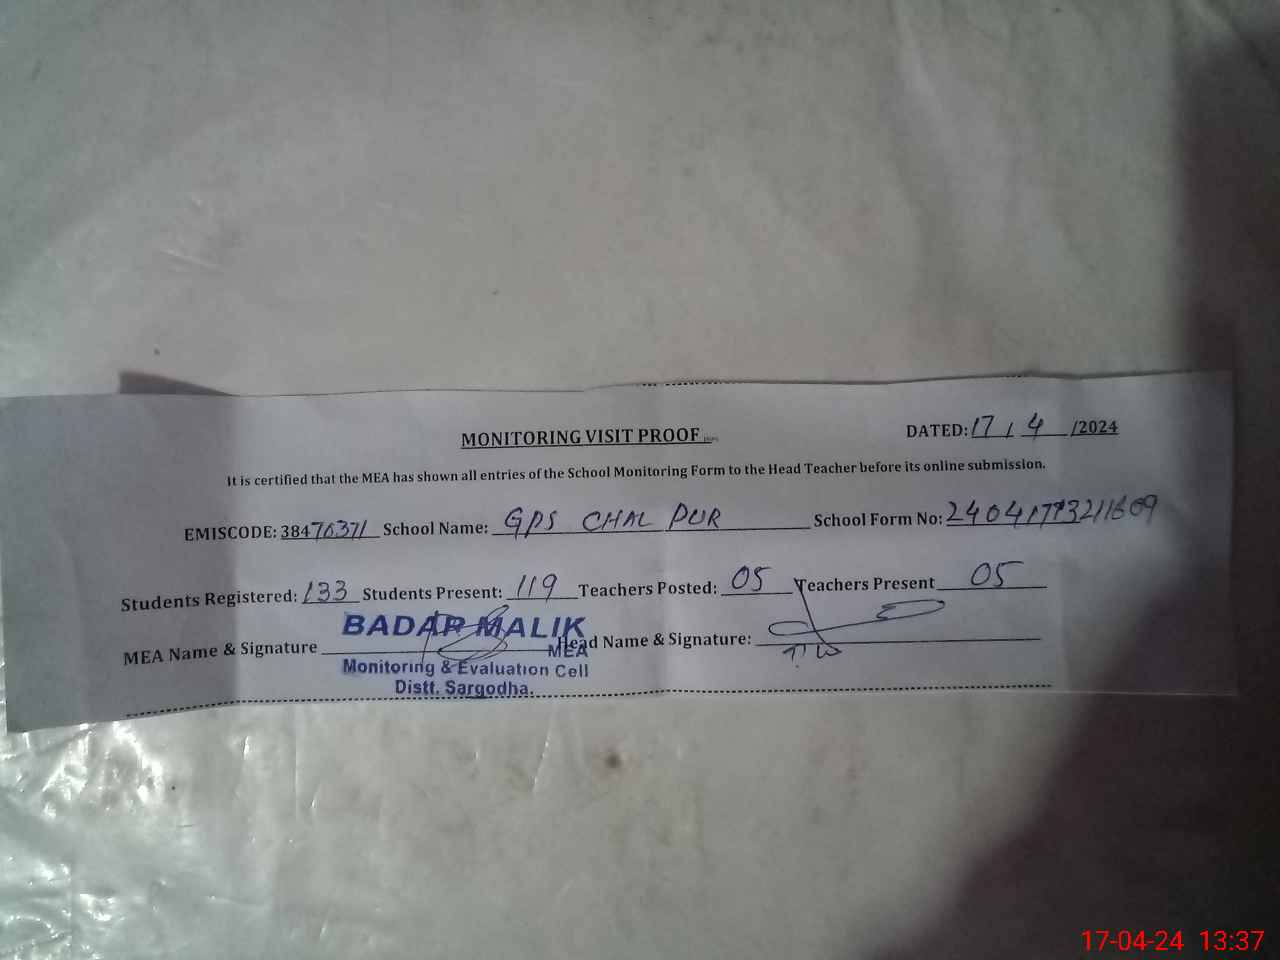 MONITORING VISIT PROOF
DATED: 17 / 4 /2024
It is certified that the MEA has shown all entries of the School Monitoring Form to the Head Teacher before its online submission.
EMISCODE: 38476371 School Name: GPS CHAL PUR School Form No:
Students Registered: 133 Students Present: 119 Teachers Posted: 05 Teachers Present 05
MEA Name & Signature BADAR MALIK Head Name & Signature:
MEA
Monitoring & Evaluation Cell
Distt. Sargodha.
17-04-24 13:37